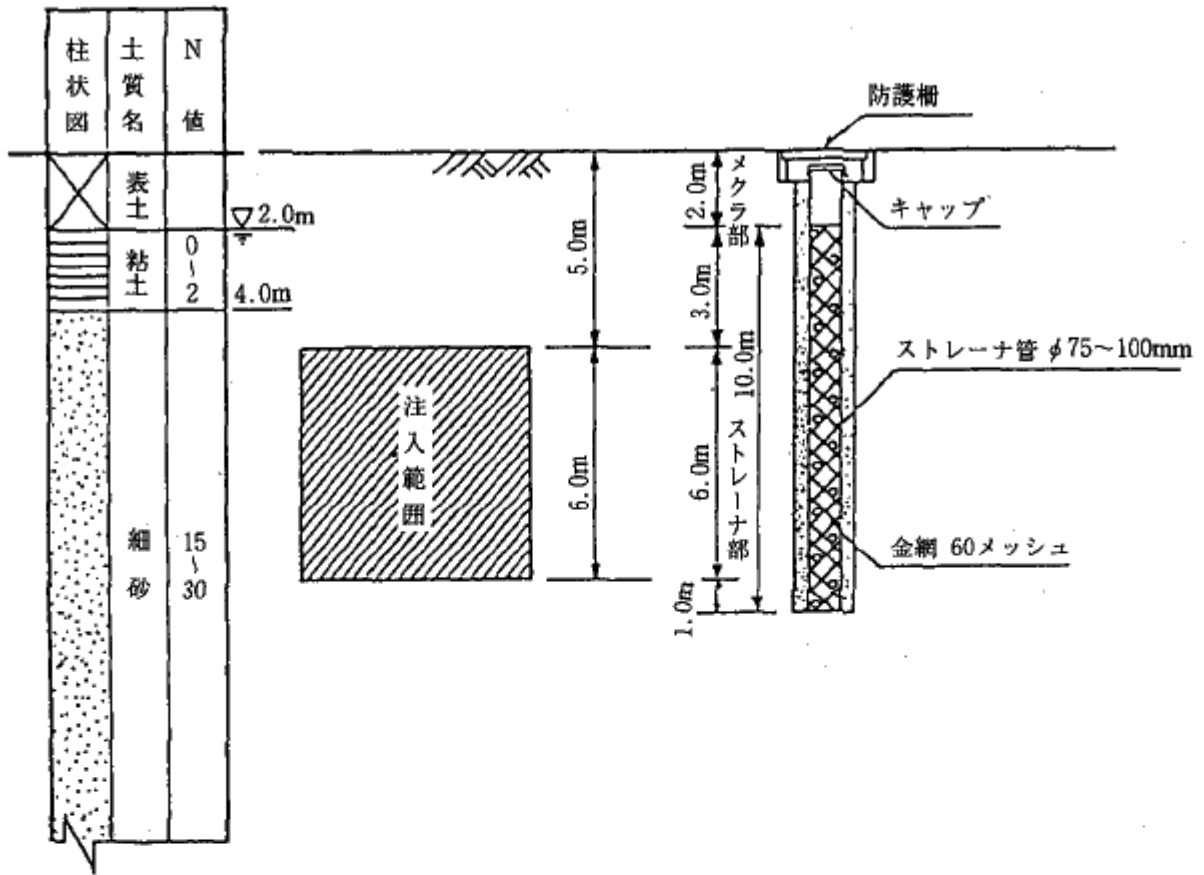 柱状図
土質名
N値
表土
粘土
細砂
0〜2
15〜30
2.0m
4.0m
注入範囲
5.0m
6.0m
2.0m
メクラ部
3.0m
6.0m
1.0m
10.0m
ストレーナ部
防護柵
キャップ
ストレーナ管 φ75〜100mm
金網 60メッシュ